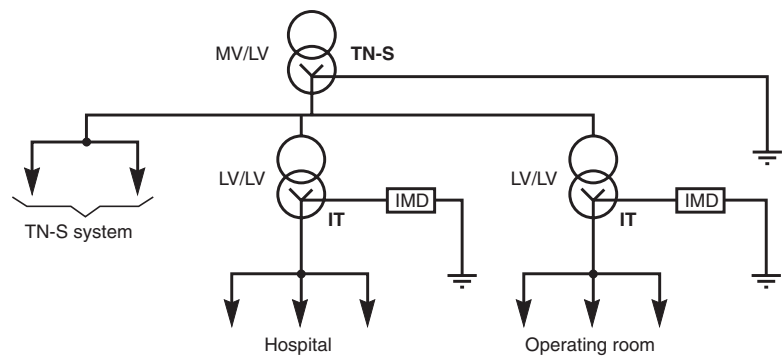 MV/LV
TN-S
LV/LV
IMD
IT
LV/LV
IMD
IT
TN-S system
Hospital
Operating room